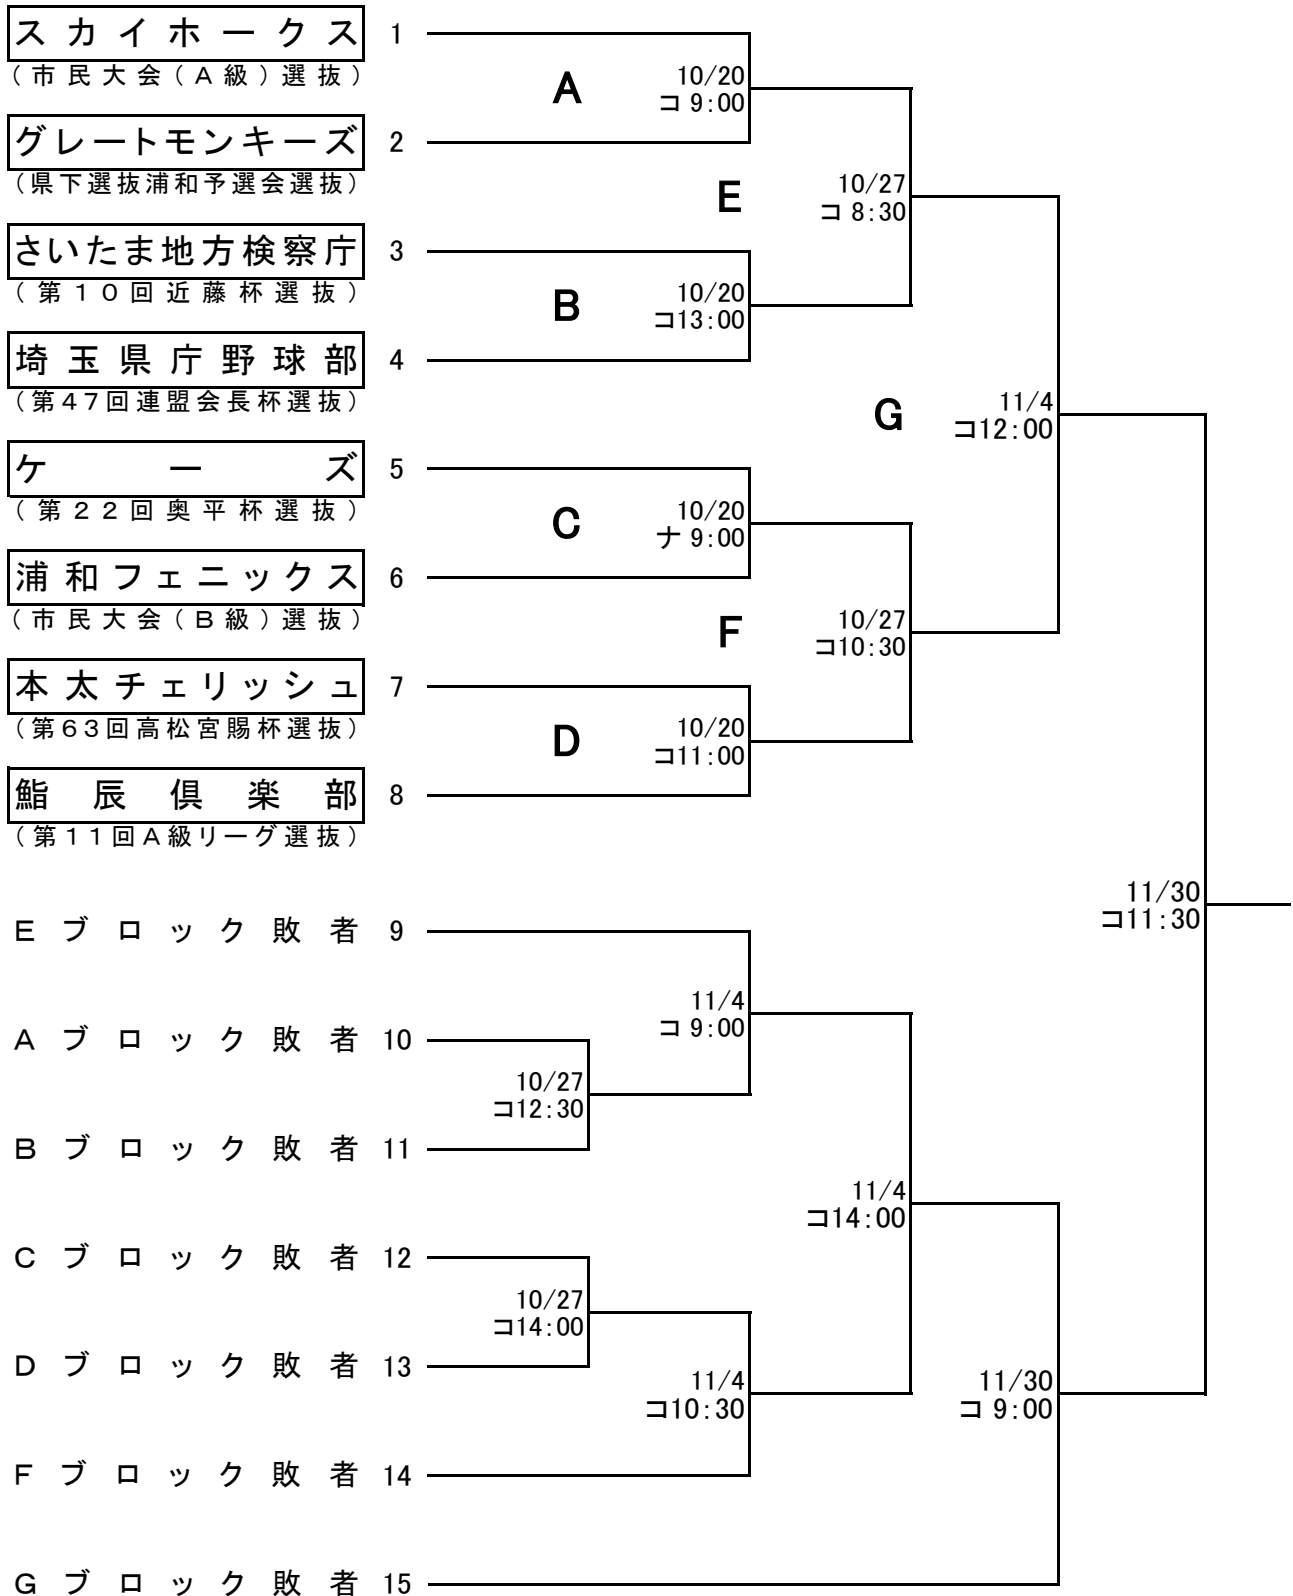 スカイホークス 1
(市民大会(A級)選抜)
A 10/20
コ 9:00
グレートモンキーズ 2
(県下選抜浦和予選会選抜)
E 10/27
コ 8:30
さいたま地方検察庁 3
(第10回近藤杯選抜)
B 10/20
コ13:00
埼玉県庁野球部 4
(第47回連盟会長杯選抜)
G 11/4
コ12:00
ケーズ 5
(第22回奥平杯選抜)
C 10/20
ナ 9:00
浦和フェニックス 6
(市民大会(B級)選抜)
F 10/27
コ10:30
本太チェリッシュ 7
(第63回高松宮賜杯選抜)
D 10/20
コ11:00
鮨辰倶楽部 8
(第11回A級リーグ選抜)
11/30
コ11:30
Eブロック敗者 9
11/4
コ 9:00
Aブロック敗者 10
10/27
コ12:30
Bブロック敗者 11
11/4
コ14:00
Cブロック敗者 12
10/27
コ14:00
Dブロック敗者 13
11/4
コ10:30
11/30
コ 9:00
Fブロック敗者 14
Gブロック敗者 15